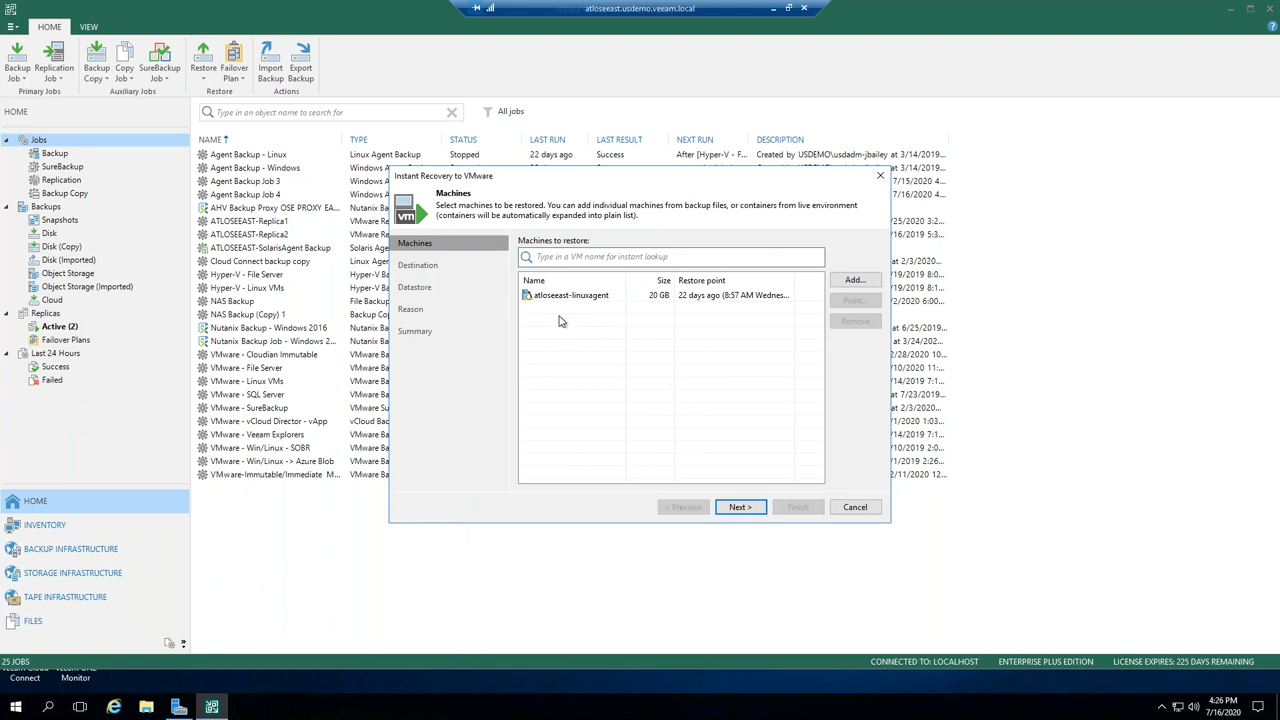 atloseeast.usdemo.veeam.local
HOME VIEW
Backup Job Replication Job Backup Copy Copy Job SureBackup Job Restore Failover Plan Import Backup Export Backup
Primary Jobs Auxiliary Jobs Restore Actions
HOME
Type in an object name to search for
All jobs
Jobs
Backup
SureBackup
Replication
Backup Copy
Backups
Snapshots
Disk
Disk (Copy)
Disk (Imported)
Object Storage
Object Storage (Imported)
Cloud
Replicas
Active (2)
Failover Plans
Last 24 Hours
Success
Failed
HOME
INVENTORY
BACKUP INFRASTRUCTURE
STORAGE INFRASTRUCTURE
TAPE INFRASTRUCTURE
FILES
NAME TYPE STATUS LAST RUN LAST RESULT NEXT RUN DESCRIPTION
Agent Backup - Linux Linux Agent Backup Stopped 22 days ago Success After [Hyper-V - F... Created by USDEMO\usdadm-jbailey at 3/14/2019...
Agent Backup - Windows Windows A...
Agent Backup Job 3
Agent Backup Job 4
AHV Backup Proxy OSE PROXY EA...
ATLOSEEAST-Replica1
ATLOSEEAST-Replica2
ATLOSEEAST-SolarisAgent Backup
Cloud Connect backup copy
Hyper-V - File Server
Hyper-V - File Servers
NAS Backup
NAS Backup (Copy) 1
Nutanix Backup - Windows 2016
Nutanix Backup Job - Windows 2...
VMware - Cloudian Immutable
VMware - File Server
VMware - Linux VMs
VMware - SQL Server
VMware - SureBackup
VMware - vCloud Director - vApp
VMware - Veeam Explorers
VMware - Win/Linux - SOBR
VMware - Win/Linux -> Azure Blob
VMware-Immutable/Immediate M...
Instant Recovery to VMware
Machines
Select machines to be restored. You can add individual machines from backup files, or containers from live environment
(containers will be automatically expanded into plain list).
Machines
Destination
Datastore
Reason
Summary
Machines to restore:
Type in a VM name for instant lookup
Name Size Restore point
atloseeast-linuxagent 20 GB 22 days ago (8:57 AM Wednes...
Add...
Point...
Remove
< Previous Next > Finish Cancel
25 JOBS CONNECTED TO: LOCALHOST ENTERPRISE PLUS EDITION LICENSE EXPIRES: 225 DAYS REMAINING
Connect Monitor
4:26 PM
7/16/2020